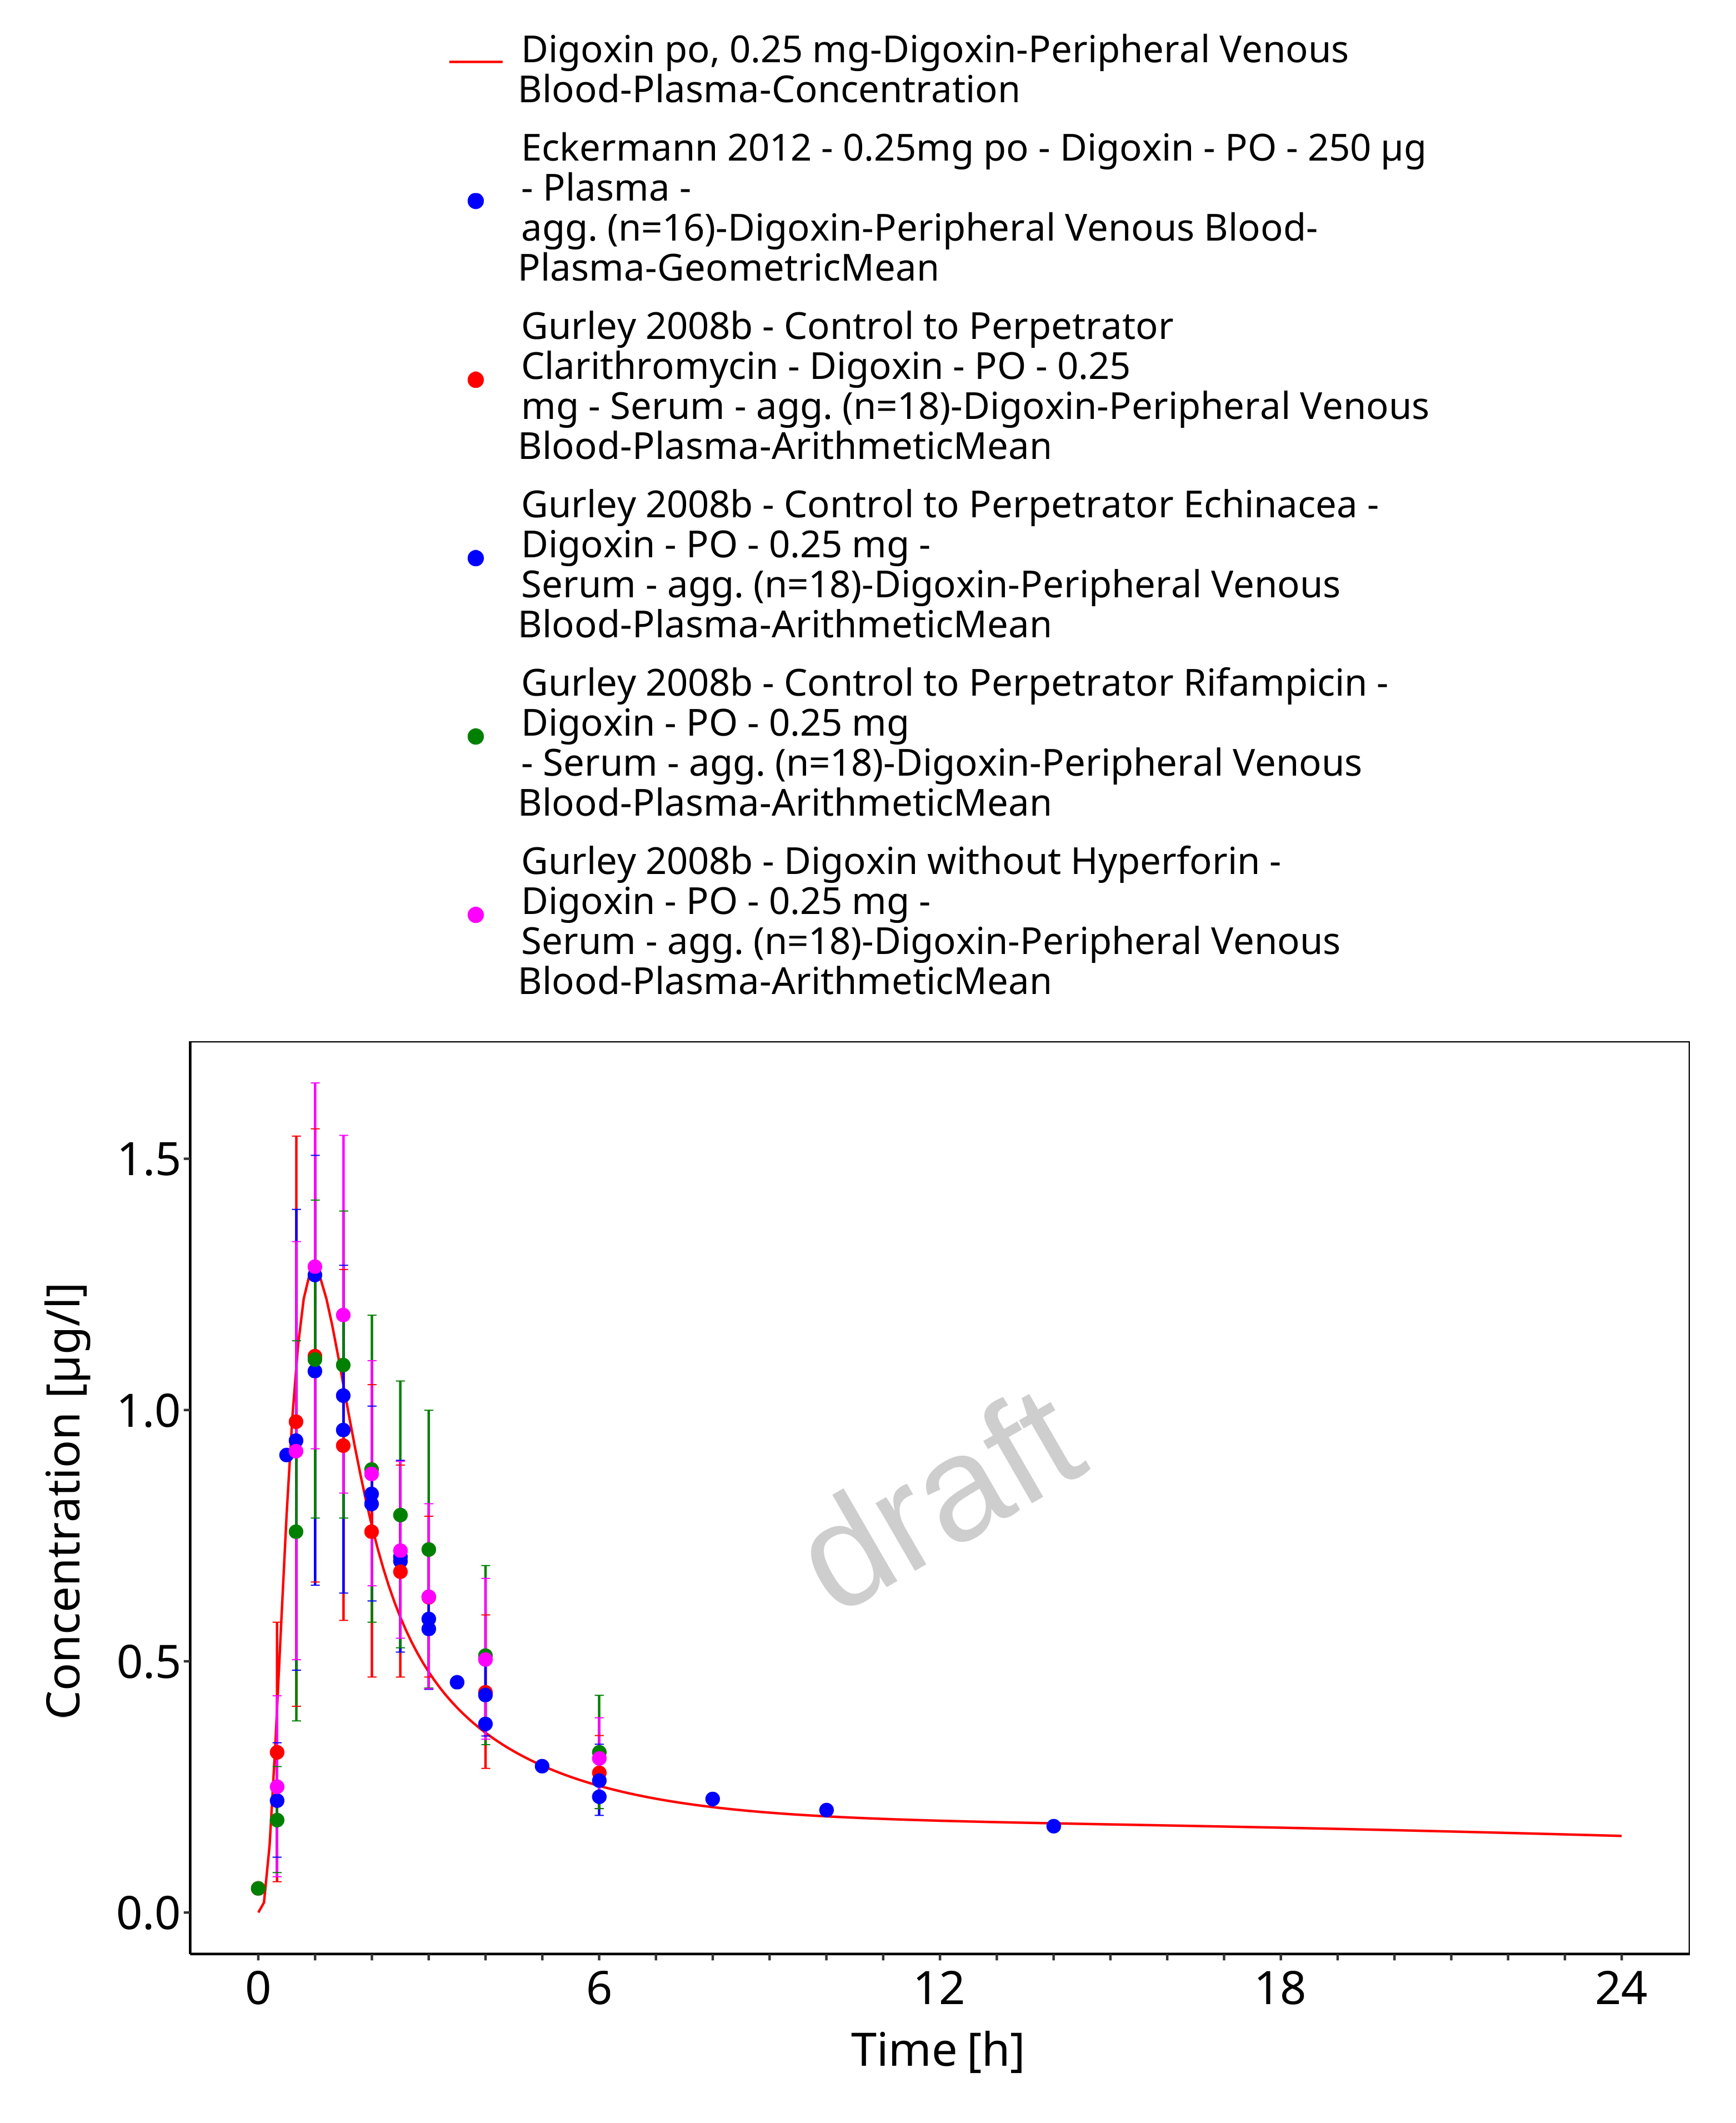 Digoxin po, 0.25 mg-Digoxin-Peripheral Venous
Blood-Plasma-Concentration
Eckermann 2012 - 0.25mg po - Digoxin - PO - 250 µg
- Plasma -
agg. (n=16)-Digoxin-Peripheral Venous Blood-
Plasma-GeometricMean
Gurley 2008b - Control to Perpetrator
Clarithromycin - Digoxin - PO - 0.25
mg - Serum - agg. (n=18)-Digoxin-Peripheral Venous
Blood-Plasma-ArithmeticMean
Gurley 2008b - Control to Perpetrator Echinacea -
Digoxin - PO - 0.25 mg -
Serum - agg. (n=18)-Digoxin-Peripheral Venous
Blood-Plasma-ArithmeticMean
Gurley 2008b - Control to Perpetrator Rifampicin -
Digoxin - PO - 0.25 mg
- Serum - agg. (n=18)-Digoxin-Peripheral Venous
Blood-Plasma-ArithmeticMean
Gurley 2008b - Digoxin without Hyperforin -
Digoxin - PO - 0.25 mg -
Serum - agg. (n=18)-Digoxin-Peripheral Venous
Blood-Plasma-ArithmeticMean
Concentration [µg/l]
1.5
1.0
0.5
0.0
draft
0 6 12 18 24
Time [h]